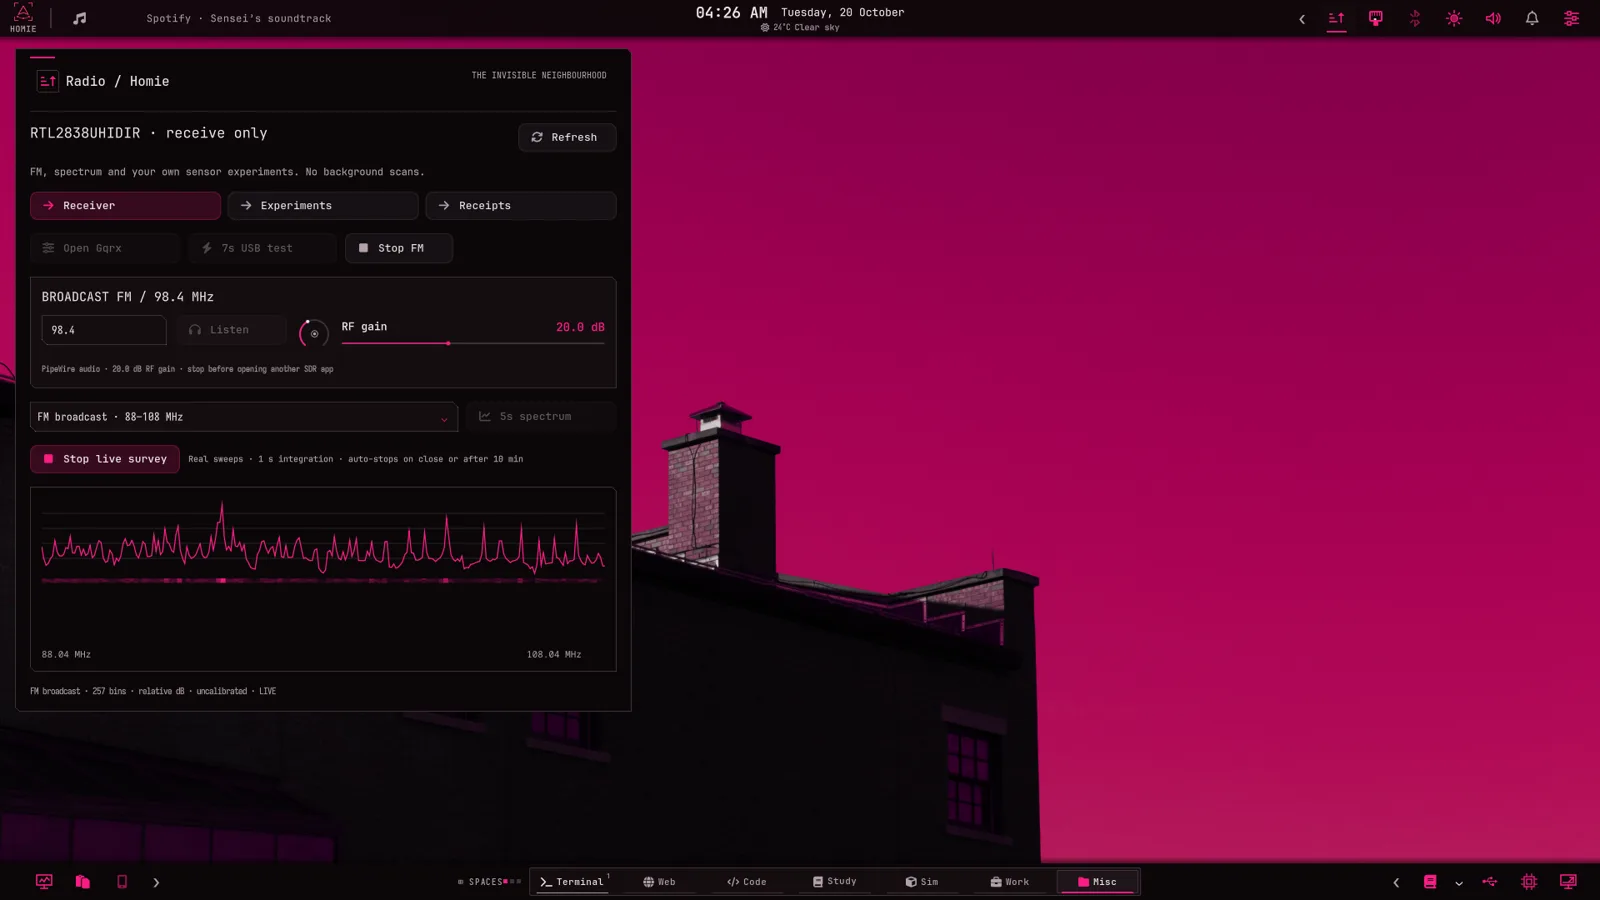 HOMIE
Spotify · Sensei's soundtrack
04:26 AM Tuesday, 20 October
24°C Clear sky
Radio / Homie
THE INVISIBLE NEIGHBOURHOOD
RTL2838UHIDIR · receive only
Refresh
FM, spectrum and your own sensor experiments. No background scans.
Receiver
Experiments
Receipts
Open Gqrx
7s USB test
Stop FM
BROADCAST FM / 98.4 MHz
98.4
Listen
RF gain
20.0 dB
PipeWire audio · 20.0 dB RF gain · stop before opening another SDR app
FM broadcast · 88–108 MHz
5s spectrum
Stop live survey
Real sweeps · 1 s integration · auto-stops on close or after 10 min
88.04 MHz
108.04 MHz
FM broadcast · 257 bins · relative dB · uncalibrated · LIVE
SPACES
Terminal 1
Web
Code
Study
Sim
Work
Misc